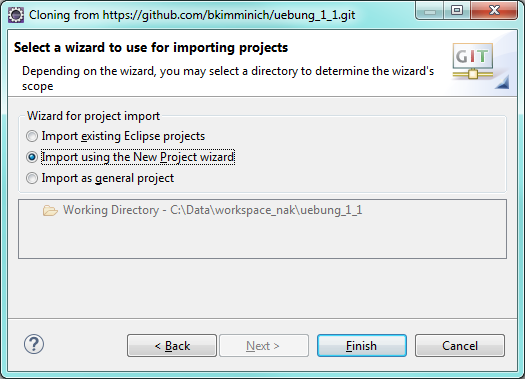 Cloning from https://github.com/bkimminich/uebung_1_1.git
Select a wizard to use for importing projects
Depending on the wizard, you may select a directory to determine the wizard's
scope
GIT
Wizard for project import
Import existing Eclipse projects
Import using the New Project wizard
Import as general project
Working Directory - C:\Data\workspace_nak\uebung_1_1
?
< Back
Next >
Finish
Cancel